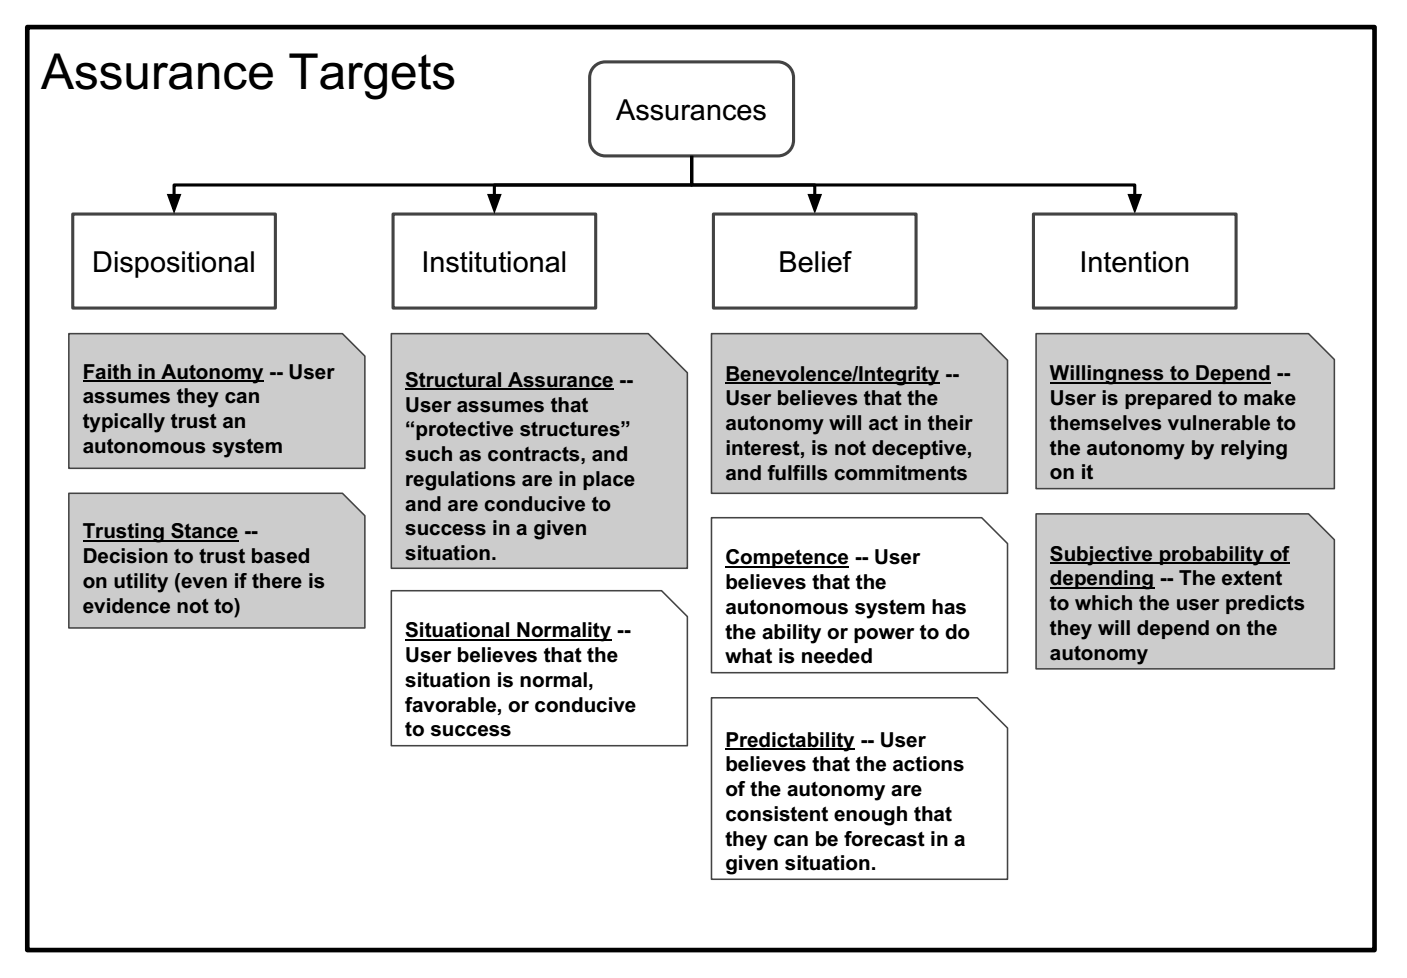 Assurance Targets
Assurances
Dispositional
Institutional
Belief
Intention
Faith in Autonomy -- User
assumes they can
typically trust an
autonomous system
Trusting Stance --
Decision to trust based
on utility (even if there is
evidence not to)
Structural Assurance --
User assumes that
“protective structures”
such as contracts, and
regulations are in place
and are conducive to
success in a given
situation.
Situational Normality --
User believes that the
situation is normal,
favorable, or conducive
to success
Benevolence/Integrity --
User believes that the
autonomy will act in their
interest, is not deceptive,
and fulfills commitments
Competence -- User
believes that the
autonomous system has
the ability or power to do
what is needed
Predictability -- User
believes that the actions
of the autonomy are
consistent enough that
they can be forecast in a
given situation.
Willingness to Depend --
User is prepared to make
themselves vulnerable to
the autonomy by relying
on it
Subjective probability of
depending -- The extent
to which the user predicts
they will depend on the
autonomy